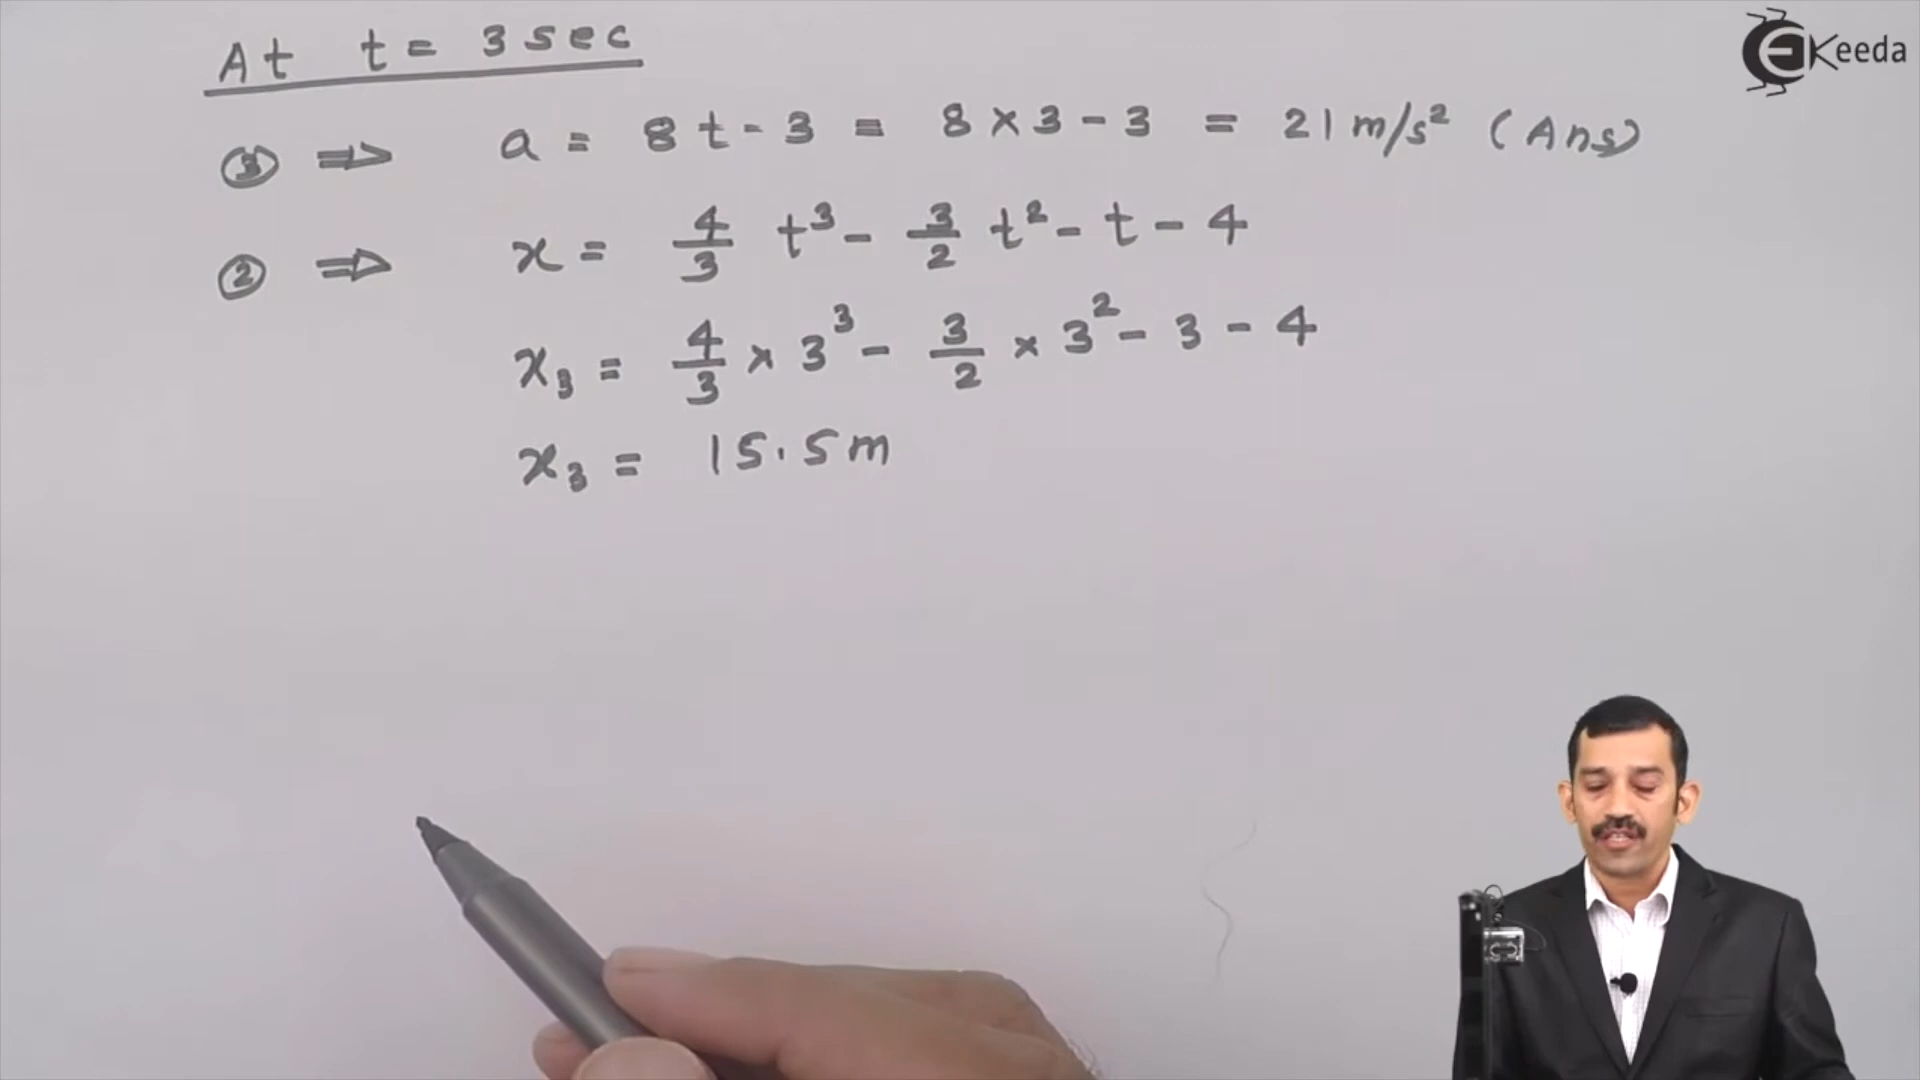 At t = 3 sec
EKeeda
③ ⇒ a = 8t - 3 = 8 × 3 - 3 = 21 m/s² (Ans)
② ⇒ x = 4/3 t³ - 3/2 t² - t - 4
x₃ = 4/3 × 3³ - 3/2 × 3² - 3 - 4
x₃ = 15.5 m